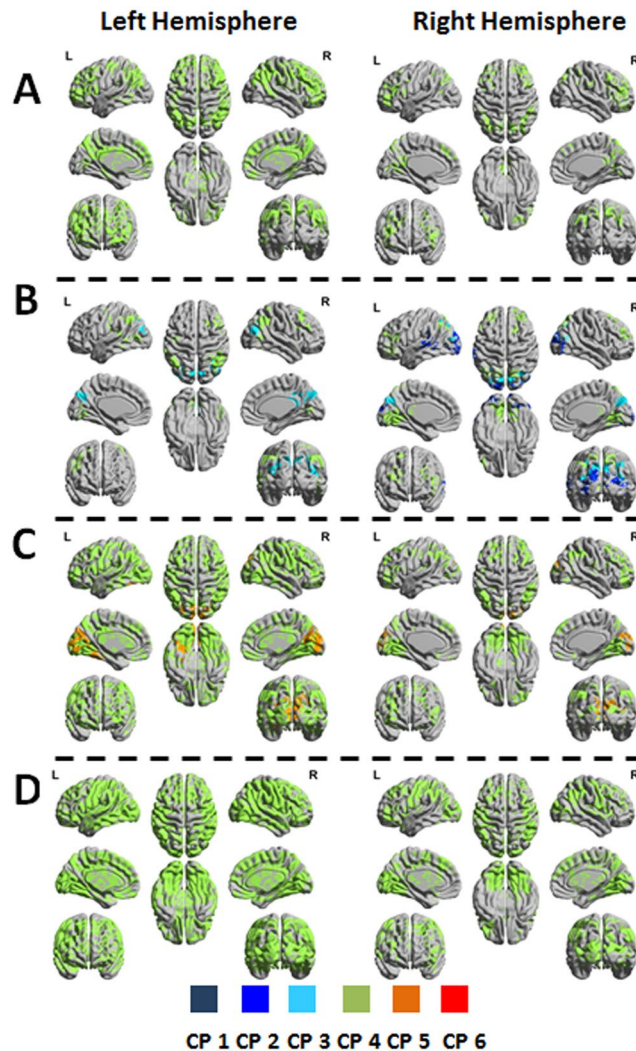 Left Hemisphere Right Hemisphere
L R L R
A
L R L R
B
L R L R
C
L R L R
D
CP 1 CP 2 CP 3 CP 4 CP 5 CP 6